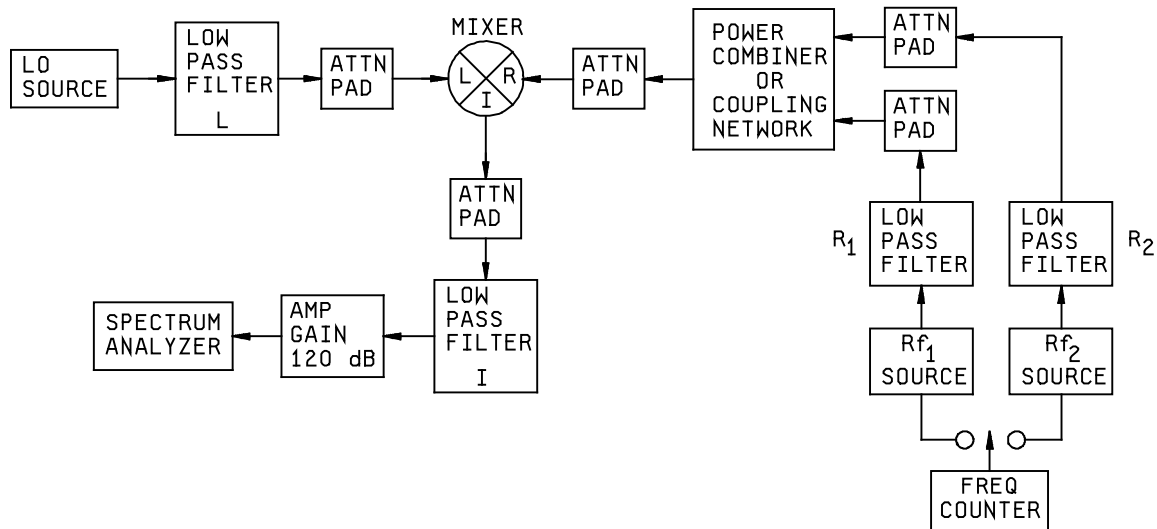 LO
SOURCE
LOW
PASS
FILTER
L
ATTN
PAD
MIXER
L
R
I
ATTN
PAD
POWER
COMBINER
OR
COUPLING
NETWORK
ATTN
PAD
ATTN
PAD
ATTN
PAD
R1
LOW
PASS
FILTER
LOW
PASS
FILTER
R2
SPECTRUM
ANALYZER
AMP
GAIN
120 dB
LOW
PASS
FILTER
I
Rf1
SOURCE
Rf2
SOURCE
FREQ
COUNTER